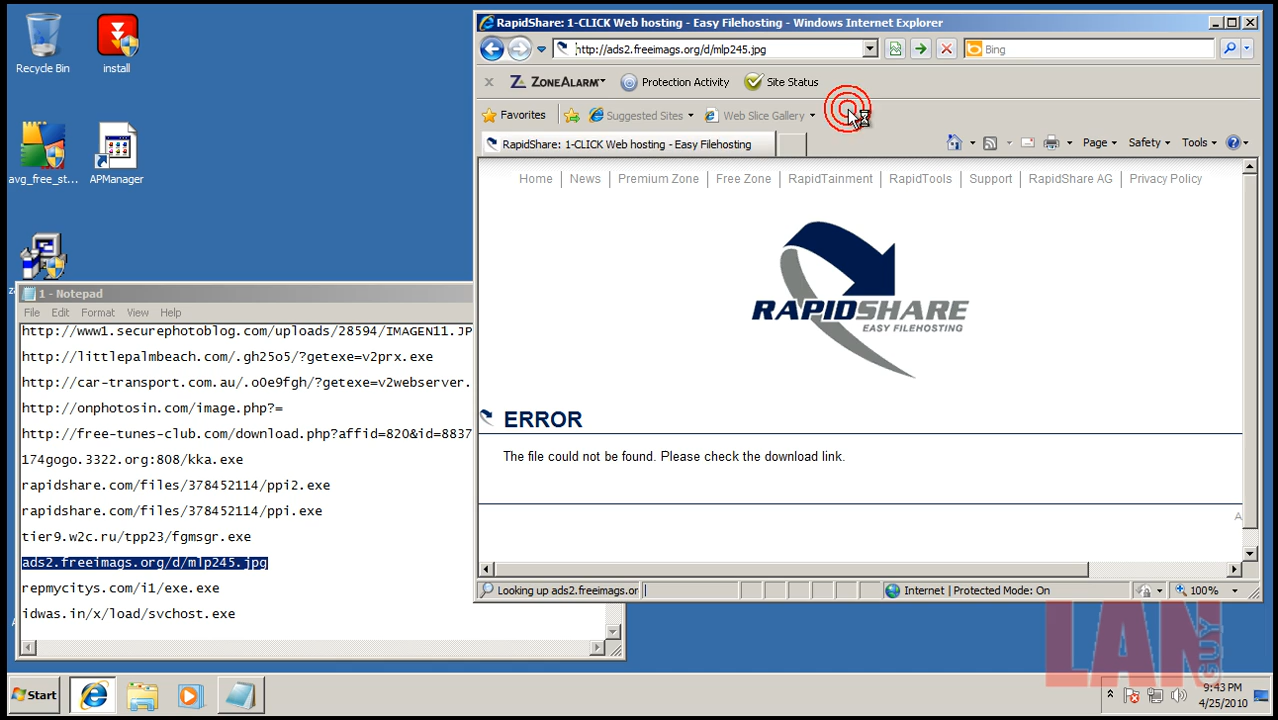 Recycle Bin
install
avg_free_st...
APManager
RapidShare: 1-CLICK Web hosting - Easy Filehosting - Windows Internet Explorer
http://ads2.freeimags.org/d/mlp245.jpg
Bing
ZONEALARM
Protection Activity
Site Status
Favorites
Suggested Sites
Web Slice Gallery
RapidShare: 1-CLICK Web hosting - Easy Filehosting
Page
Safety
Tools
Home
News
Premium Zone
Free Zone
RapidTainment
RapidTools
Support
RapidShare AG
Privacy Policy
RAPIDSHARE
EASY FILEHOSTING
ERROR
The file could not be found. Please check the download link.
A
Looking up ads2.freeimags.or
Internet | Protected Mode: On
100%
1 - Notepad
File Edit Format View Help
http://www1.securephotoblog.com/uploads/28594/IMAGEN11.JP
http://littlepalmbeach.com/.gh25o5/?getexe=v2prx.exe
http://car-transport.com.au/.o0e9fgh/?getexe=v2webserver.
http://onphotosin.com/image.php?=
http://free-tunes-club.com/download.php?affid=820&id=8837
174gogo.3322.org:808/kka.exe
rapidshare.com/files/378452114/ppi2.exe
rapidshare.com/files/378452114/ppi.exe
tier9.w2c.ru/tpp23/fgmsgr.exe
ads2.freeimags.org/d/mlp245.jpg
repmycitys.com/i1/exe.exe
idwas.in/x/load/svchost.exe
LAN
GUY
Start
9:43 PM
4/25/2010